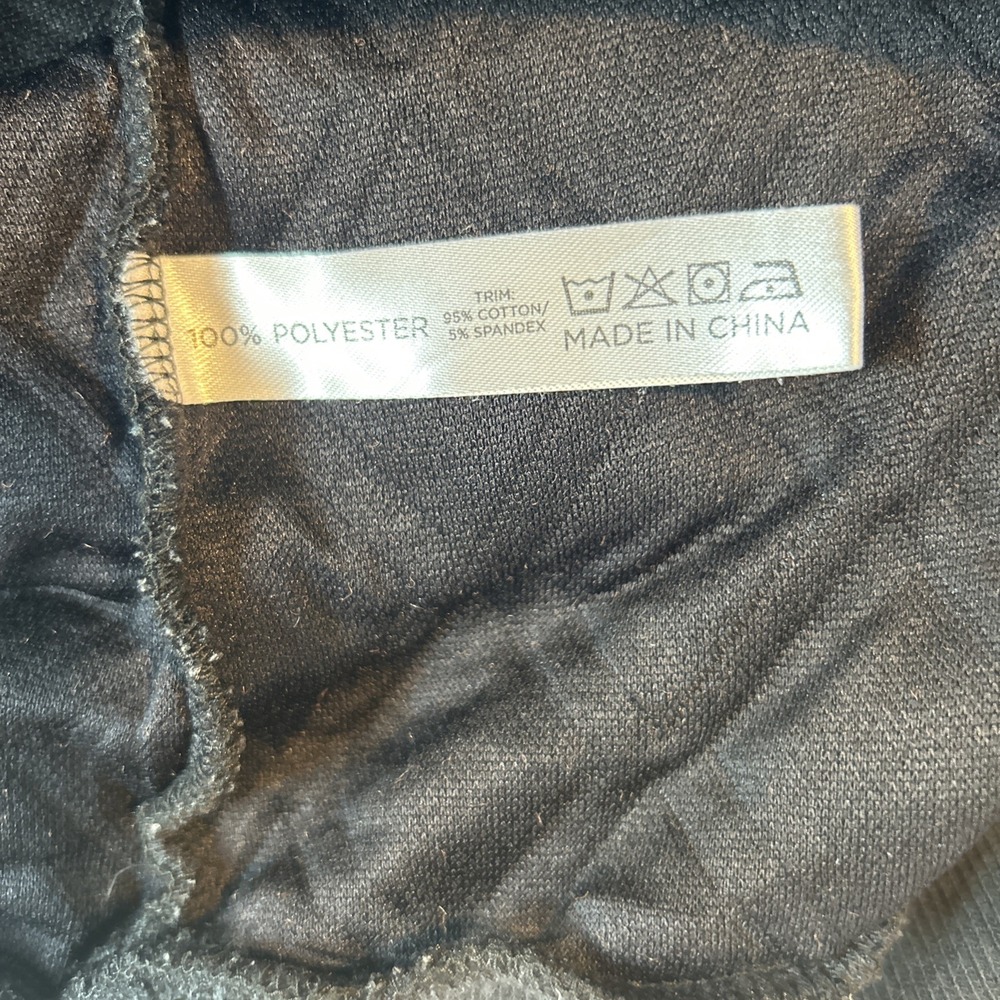 100% POLYESTER
TRIM:
95% COTTON/
5% SPANDEX
MADE IN CHINA